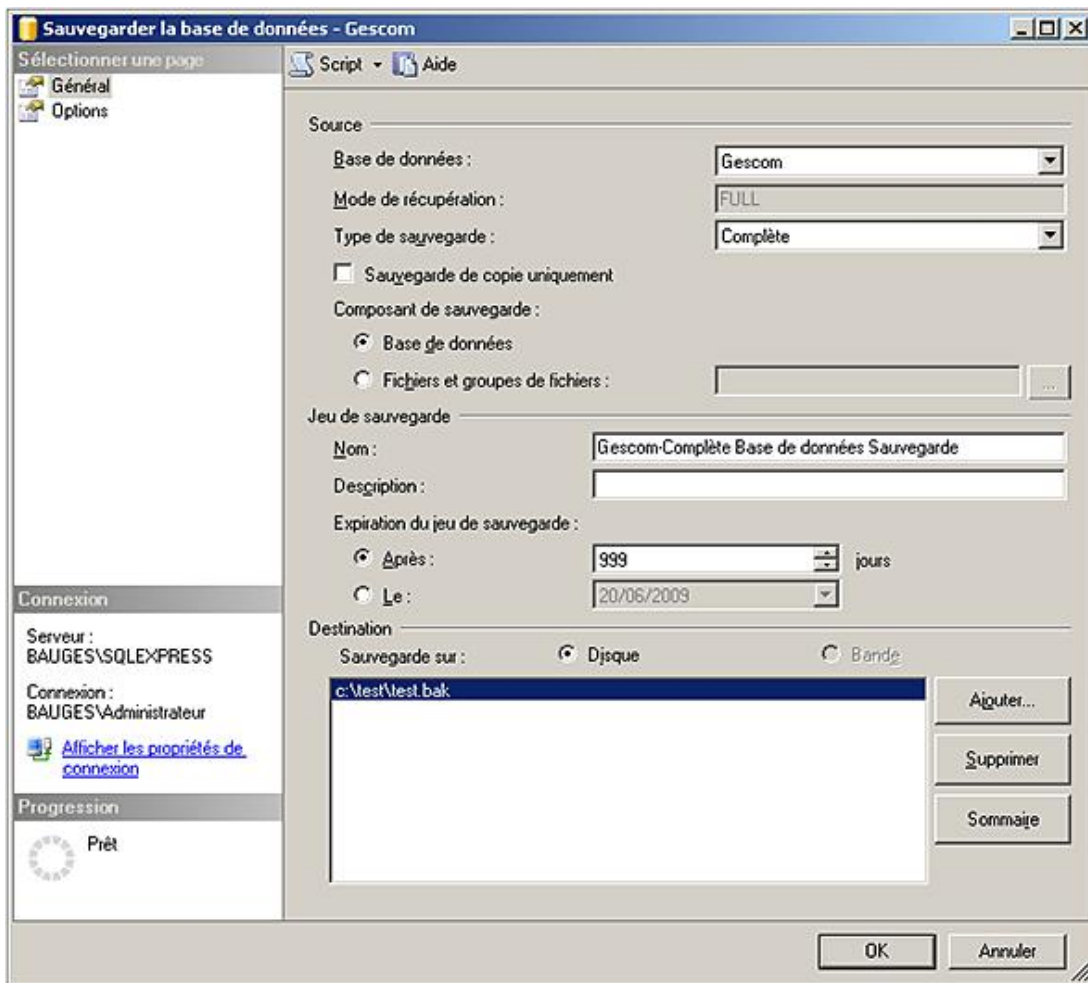 Sauvegarder la base de données - Gescom
Sélectionner une page
Général
Options
Script
Aide
Source
Base de données :
Gescom
Mode de récupération :
FULL
Type de sauvegarde :
Complète
Sauvegarde de copie uniquement
Composant de sauvegarde :
Base de données
Fichiers et groupes de fichiers :
...
Jeu de sauvegarde
Nom :
Gescom-Complète Base de données Sauvegarde
Description :
Expiration du jeu de sauvegarde :
Après :
999
jours
Le :
20/06/2009
Destination
Sauvegarde sur :
Disque
Bande
c:\test\test.bak
Ajouter...
Supprimer
Sommaire
Connexion
Serveur :
BAUGES\SQLEXPRESS
Connexion :
BAUGES\Administrateur
Afficher les propriétés de
connexion
Progression
Prêt
OK
Annuler